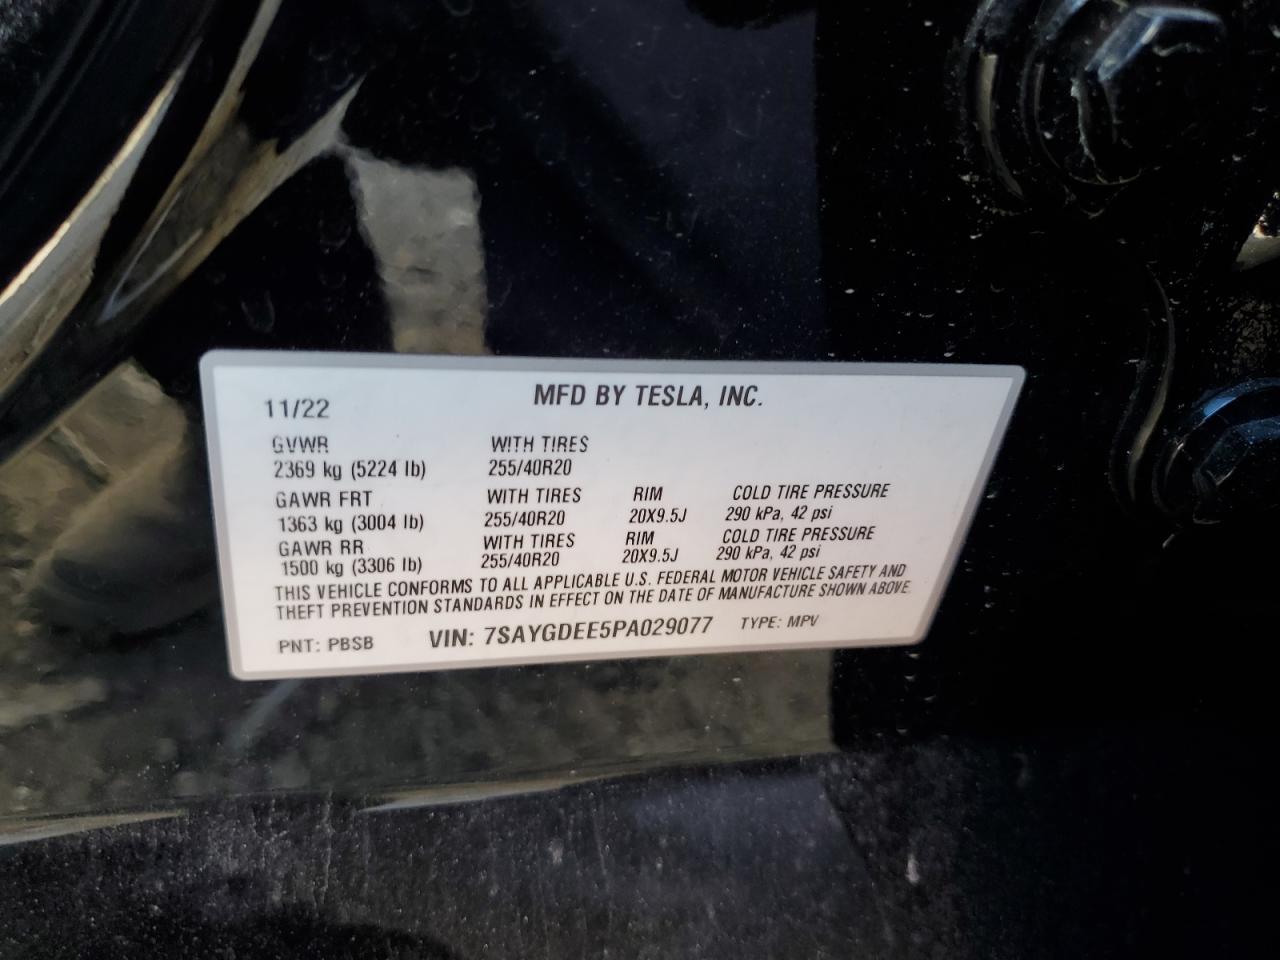 MFD BY TESLA, INC.
11/22
GVWR WITH TIRES
2369 kg (5224 lb) 255/40R20
GAWR FRT WITH TIRES RIM COLD TIRE PRESSURE
1363 kg (3004 lb) 255/40R20 20X9.5J 290 kPa, 42 psi
GAWR RR WITH TIRES RIM COLD TIRE PRESSURE
1500 kg (3306 lb) 255/40R20 20X9.5J 290 kPa, 42 psi
THIS VEHICLE CONFORMS TO ALL APPLICABLE U.S. FEDERAL MOTOR VEHICLE SAFETY AND
THEFT PREVENTION STANDARDS IN EFFECT ON THE DATE OF MANUFACTURE SHOWN ABOVE.
PNT: PBSB VIN: 7SAYGDEE5PA029077 TYPE: MPV